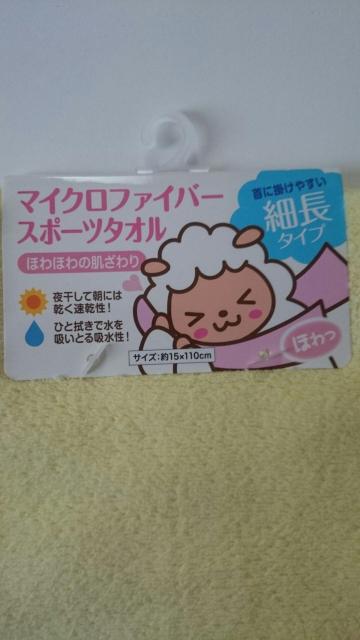 マイクロファイバー
スポーツタオル
ほわほわの肌ざわり
首に掛けやすい
細長
タイプ
夜干して朝には
乾く速乾性!
ひと拭きで水を
吸いとる吸水性!
サイズ:約15×110cm
ほわっ